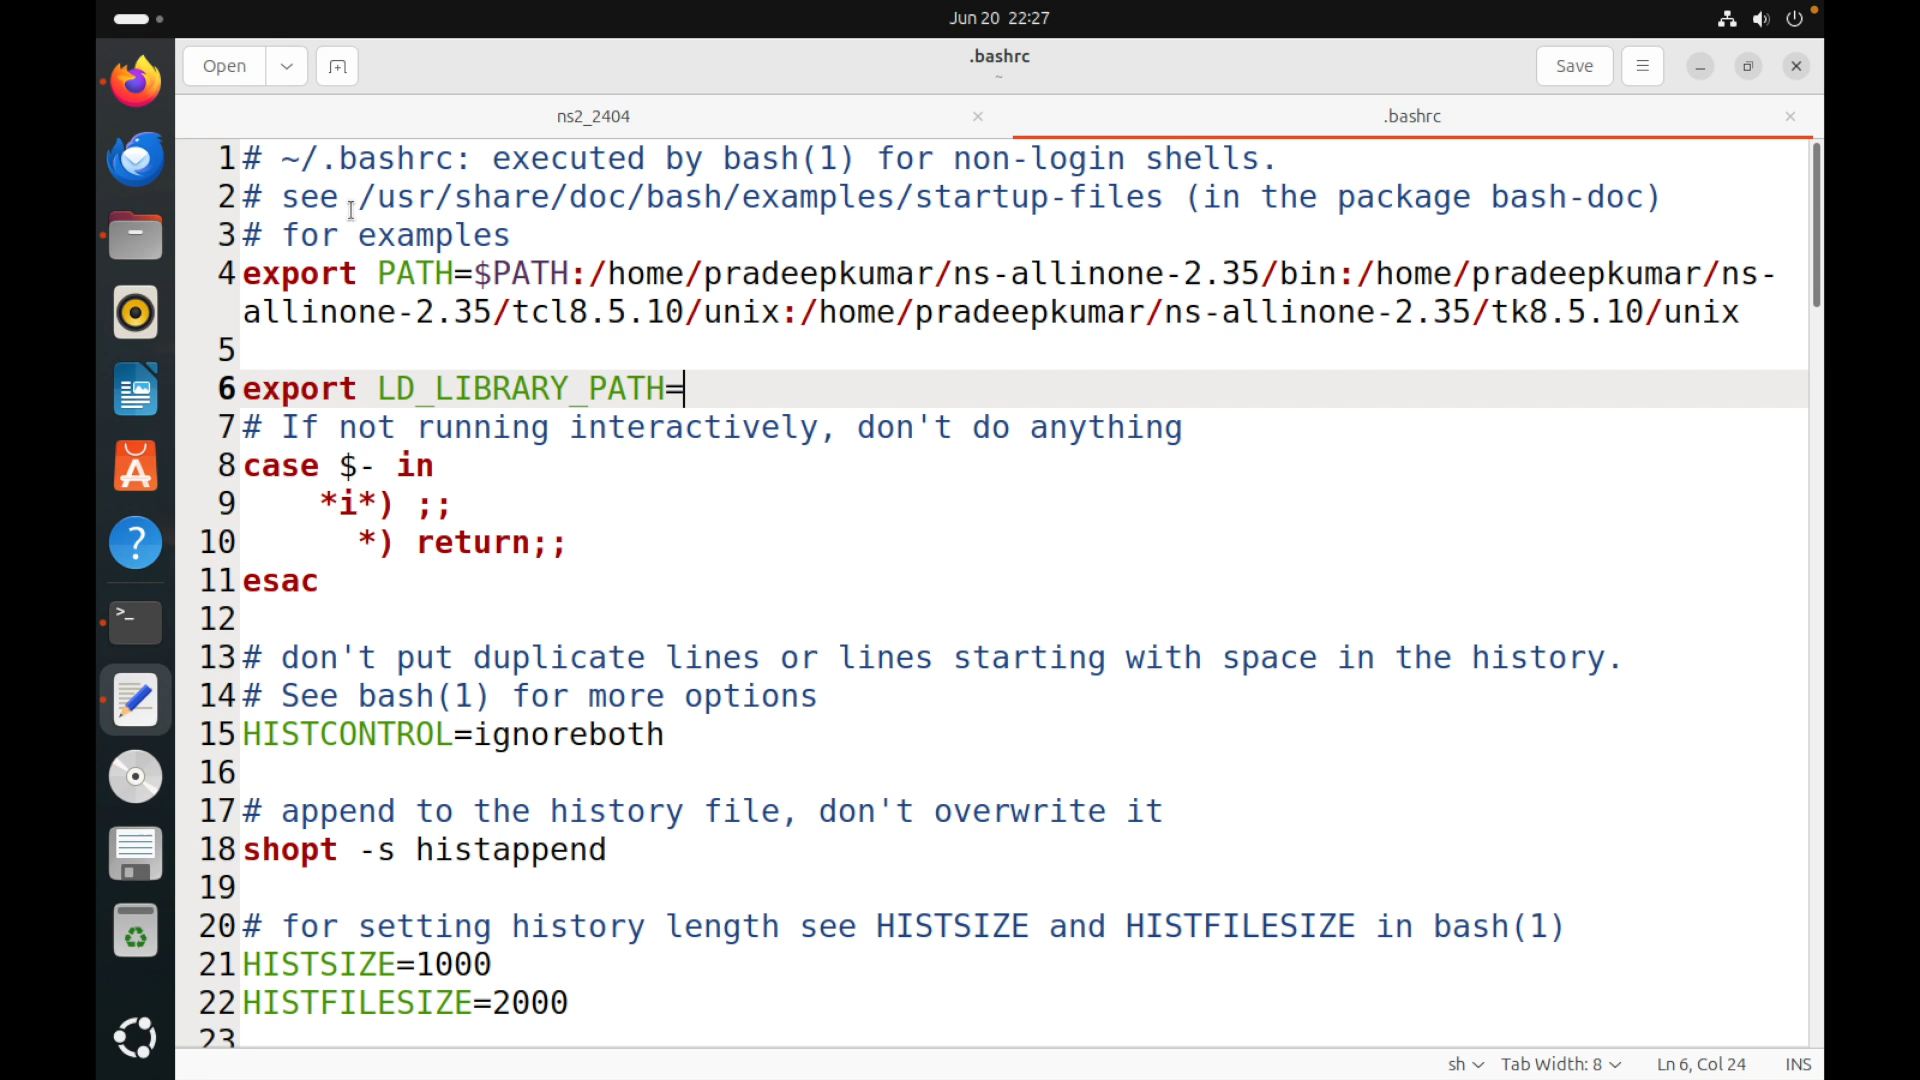 Jun 20 22:27
Open
.bashrc
~
Save
ns2_2404
.bashrc
1 # ~/.bashrc: executed by bash(1) for non-login shells.
2 # see /usr/share/doc/bash/examples/startup-files (in the package bash-doc)
3 # for examples
4 export PATH=$PATH:/home/pradeepkumar/ns-allinone-2.35/bin:/home/pradeepkumar/ns-
allinone-2.35/tcl8.5.10/unix:/home/pradeepkumar/ns-allinone-2.35/tk8.5.10/unix
5
6 export LD_LIBRARY_PATH=
7 # If not running interactively, don't do anything
8 case $- in
9     *i*) ;;
10       *) return;;
11 esac
12
13 # don't put duplicate lines or lines starting with space in the history.
14 # See bash(1) for more options
15 HISTCONTROL=ignoreboth
16
17 # append to the history file, don't overwrite it
18 shopt -s histappend
19
20 # for setting history length see HISTSIZE and HISTFILESIZE in bash(1)
21 HISTSIZE=1000
22 HISTFILESIZE=2000
23
sh Tab Width: 8 Ln 6, Col 24 INS